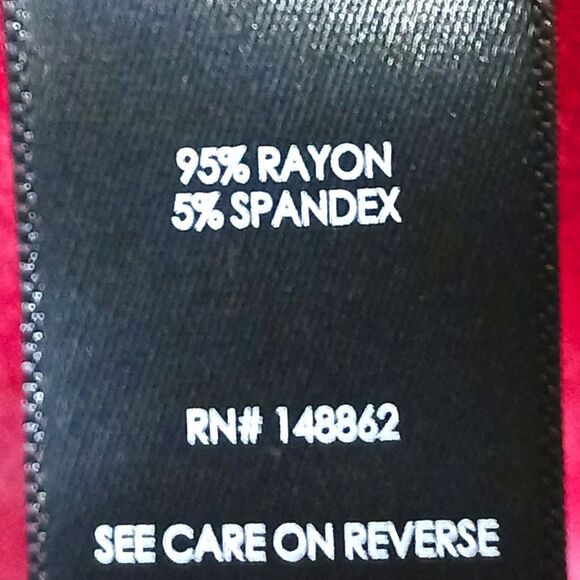 95% RAYON
5% SPANDEX
RN# 148862
SEE CARE ON REVERSE